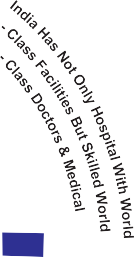 India Has Not Only Hospital With World
- Class Facilities But Skilled World
- Class Doctors & Medical